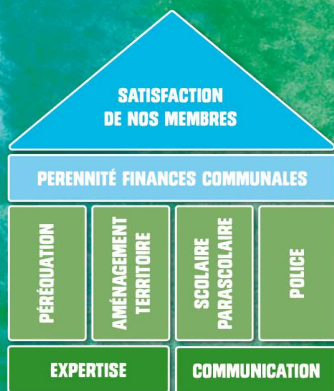 SATISFACTION
DE NOS MEMBRES
PERENNITÉ FINANCES COMMUNALES
PÉRÉQUATION
AMÉNAGEMENT
TERRITOIRE
SCOLAIRE
PARASCOLAIRE
POLICE
EXPERTISE
COMMUNICATION